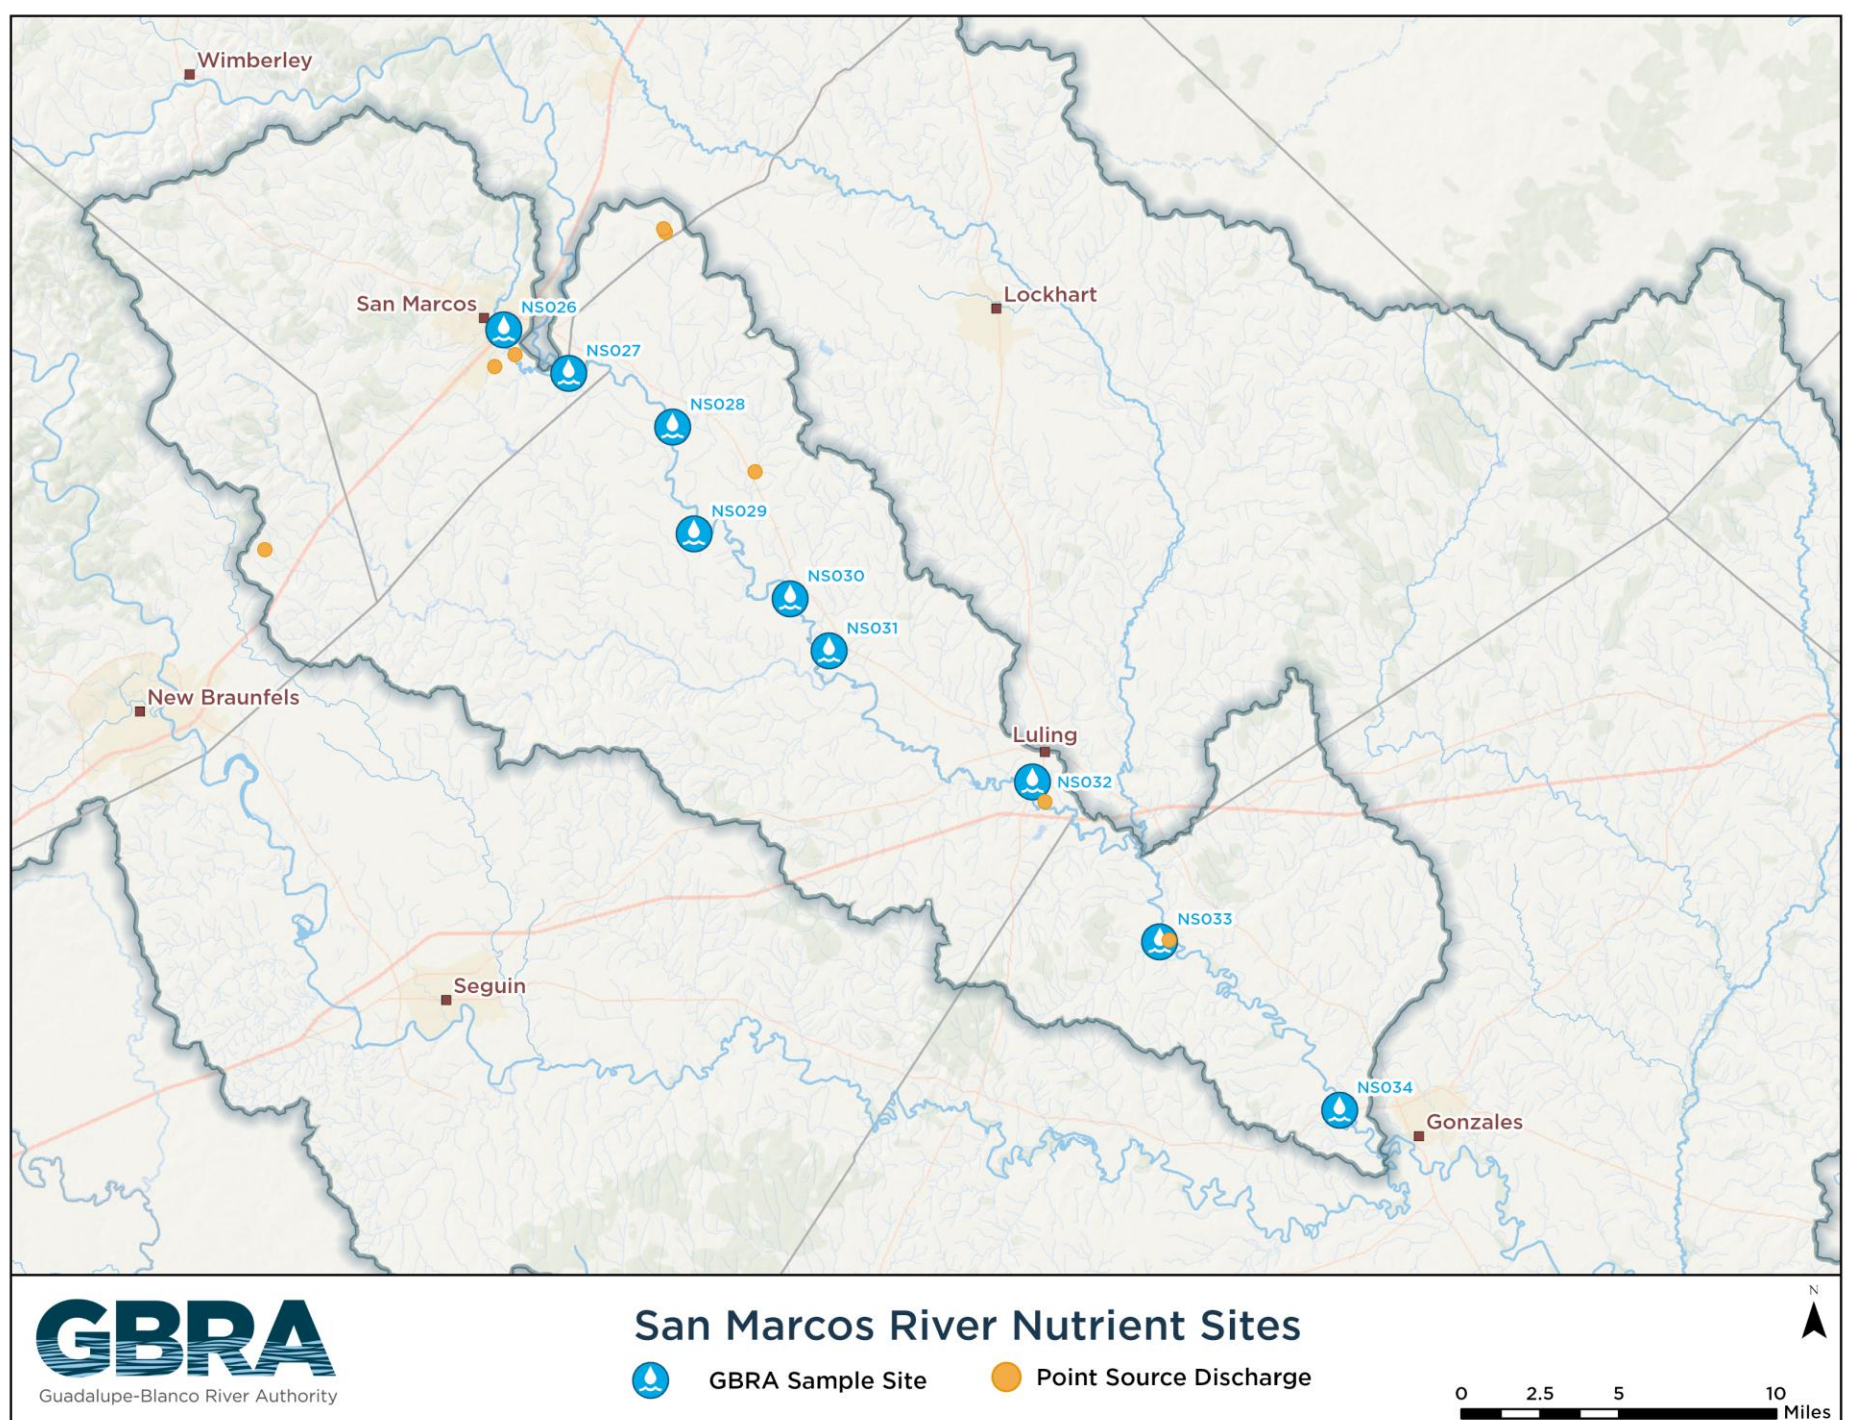 Wimberley
San Marcos
NS026
Lockhart
NS027
NS028
NS029
NS030
NS031
New Braunfels
Luling
NS032
NS033
Seguin
NS034
Gonzales
GBRA
Guadalupe-Blanco River Authority
San Marcos River Nutrient Sites
GBRA Sample Site
Point Source Discharge
N
0 2.5 5 10
Miles